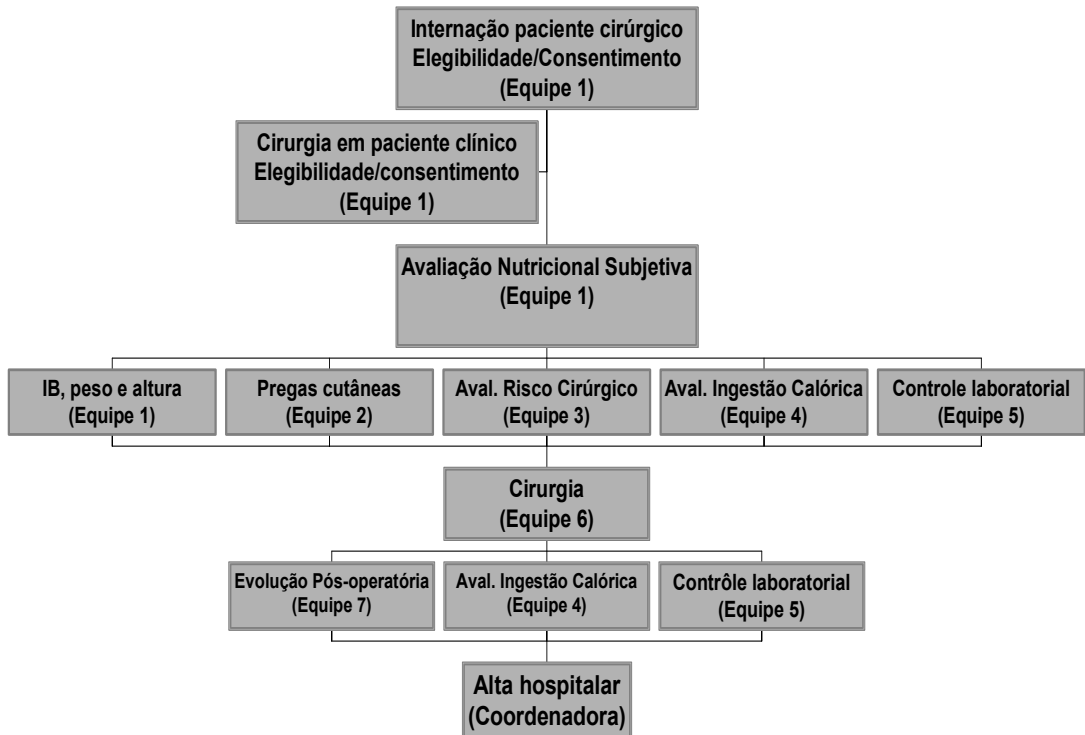 Internação paciente cirúrgico
Elegibilidade/Consentimento
(Equipe 1)
Cirurgia em paciente clínico
Elegibilidade/consentimento
(Equipe 1)
Avaliação Nutricional Subjetiva
(Equipe 1)
IB, peso e altura
(Equipe 1)
Pregas cutâneas
(Equipe 2)
Aval. Risco Cirúrgico
(Equipe 3)
Aval. Ingestão Calórica
(Equipe 4)
Controle laboratorial
(Equipe 5)
Cirurgia
(Equipe 6)
Evolução Pós-operatória
(Equipe 7)
Aval. Ingestão Calórica
(Equipe 4)
Contrôle laboratorial
(Equipe 5)
Alta hospitalar
(Coordenadora)